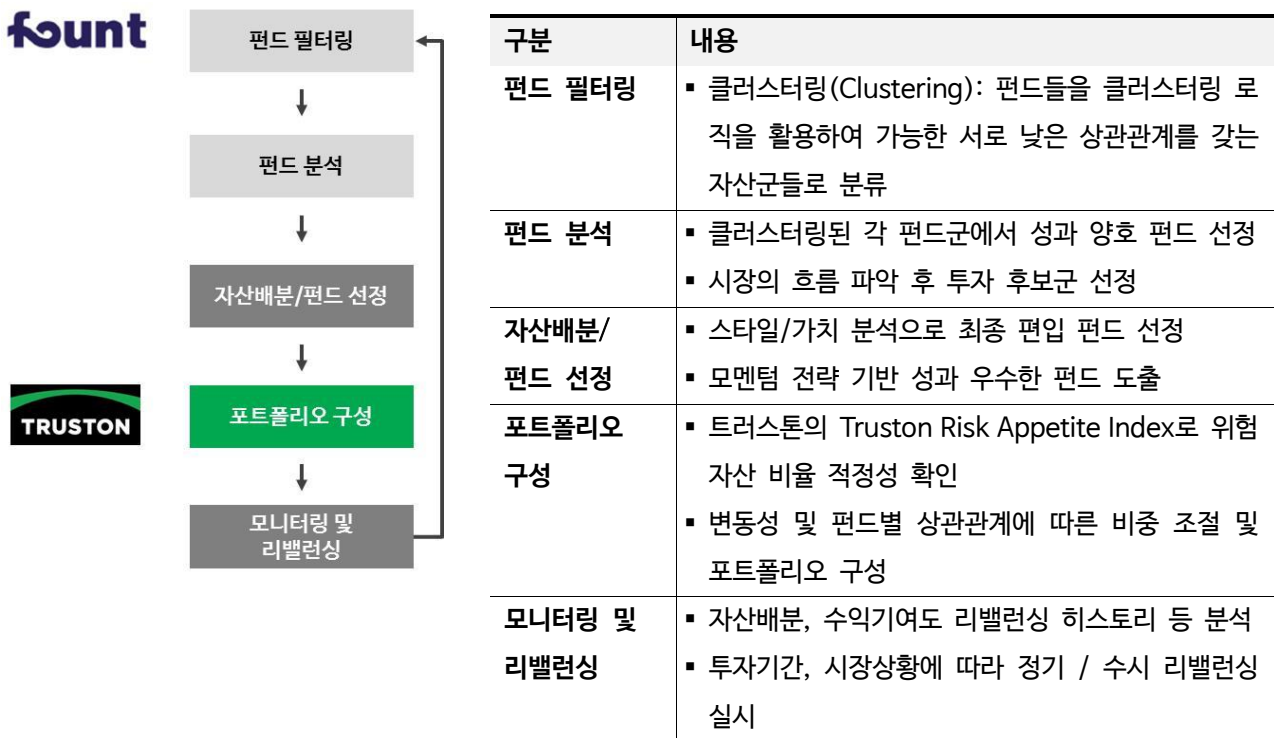 fount
펀드 필터링
펀드 분석
자산배분/펀드 선정
TRUSTON
포트폴리오 구성
모니터링 및
리밸런싱
구분 내용
펀드 필터링 ▪ 클러스터링(Clustering): 펀드들을 클러스터링 로
직을 활용하여 가능한 서로 낮은 상관관계를 갖는
자산군들로 분류
펀드 분석 ▪ 클러스터링된 각 펀드군에서 성과 양호 펀드 선정
▪ 시장의 흐름 파악 후 투자 후보군 선정
자산배분/ ▪ 스타일/가치 분석으로 최종 편입 펀드 선정
펀드 선정 ▪ 모멘텀 전략 기반 성과 우수한 펀드 도출
포트폴리오 ▪ 트러스톤의 Truston Risk Appetite Index로 위험
구성 자산 비율 적정성 확인
▪ 변동성 및 펀드별 상관관계에 따른 비중 조절 및
포트폴리오 구성
모니터링 및 ▪ 자산배분, 수익기여도 리밸런싱 히스토리 등 분석
리밸런싱 ▪ 투자기간, 시장상황에 따라 정기 / 수시 리밸런싱
실시